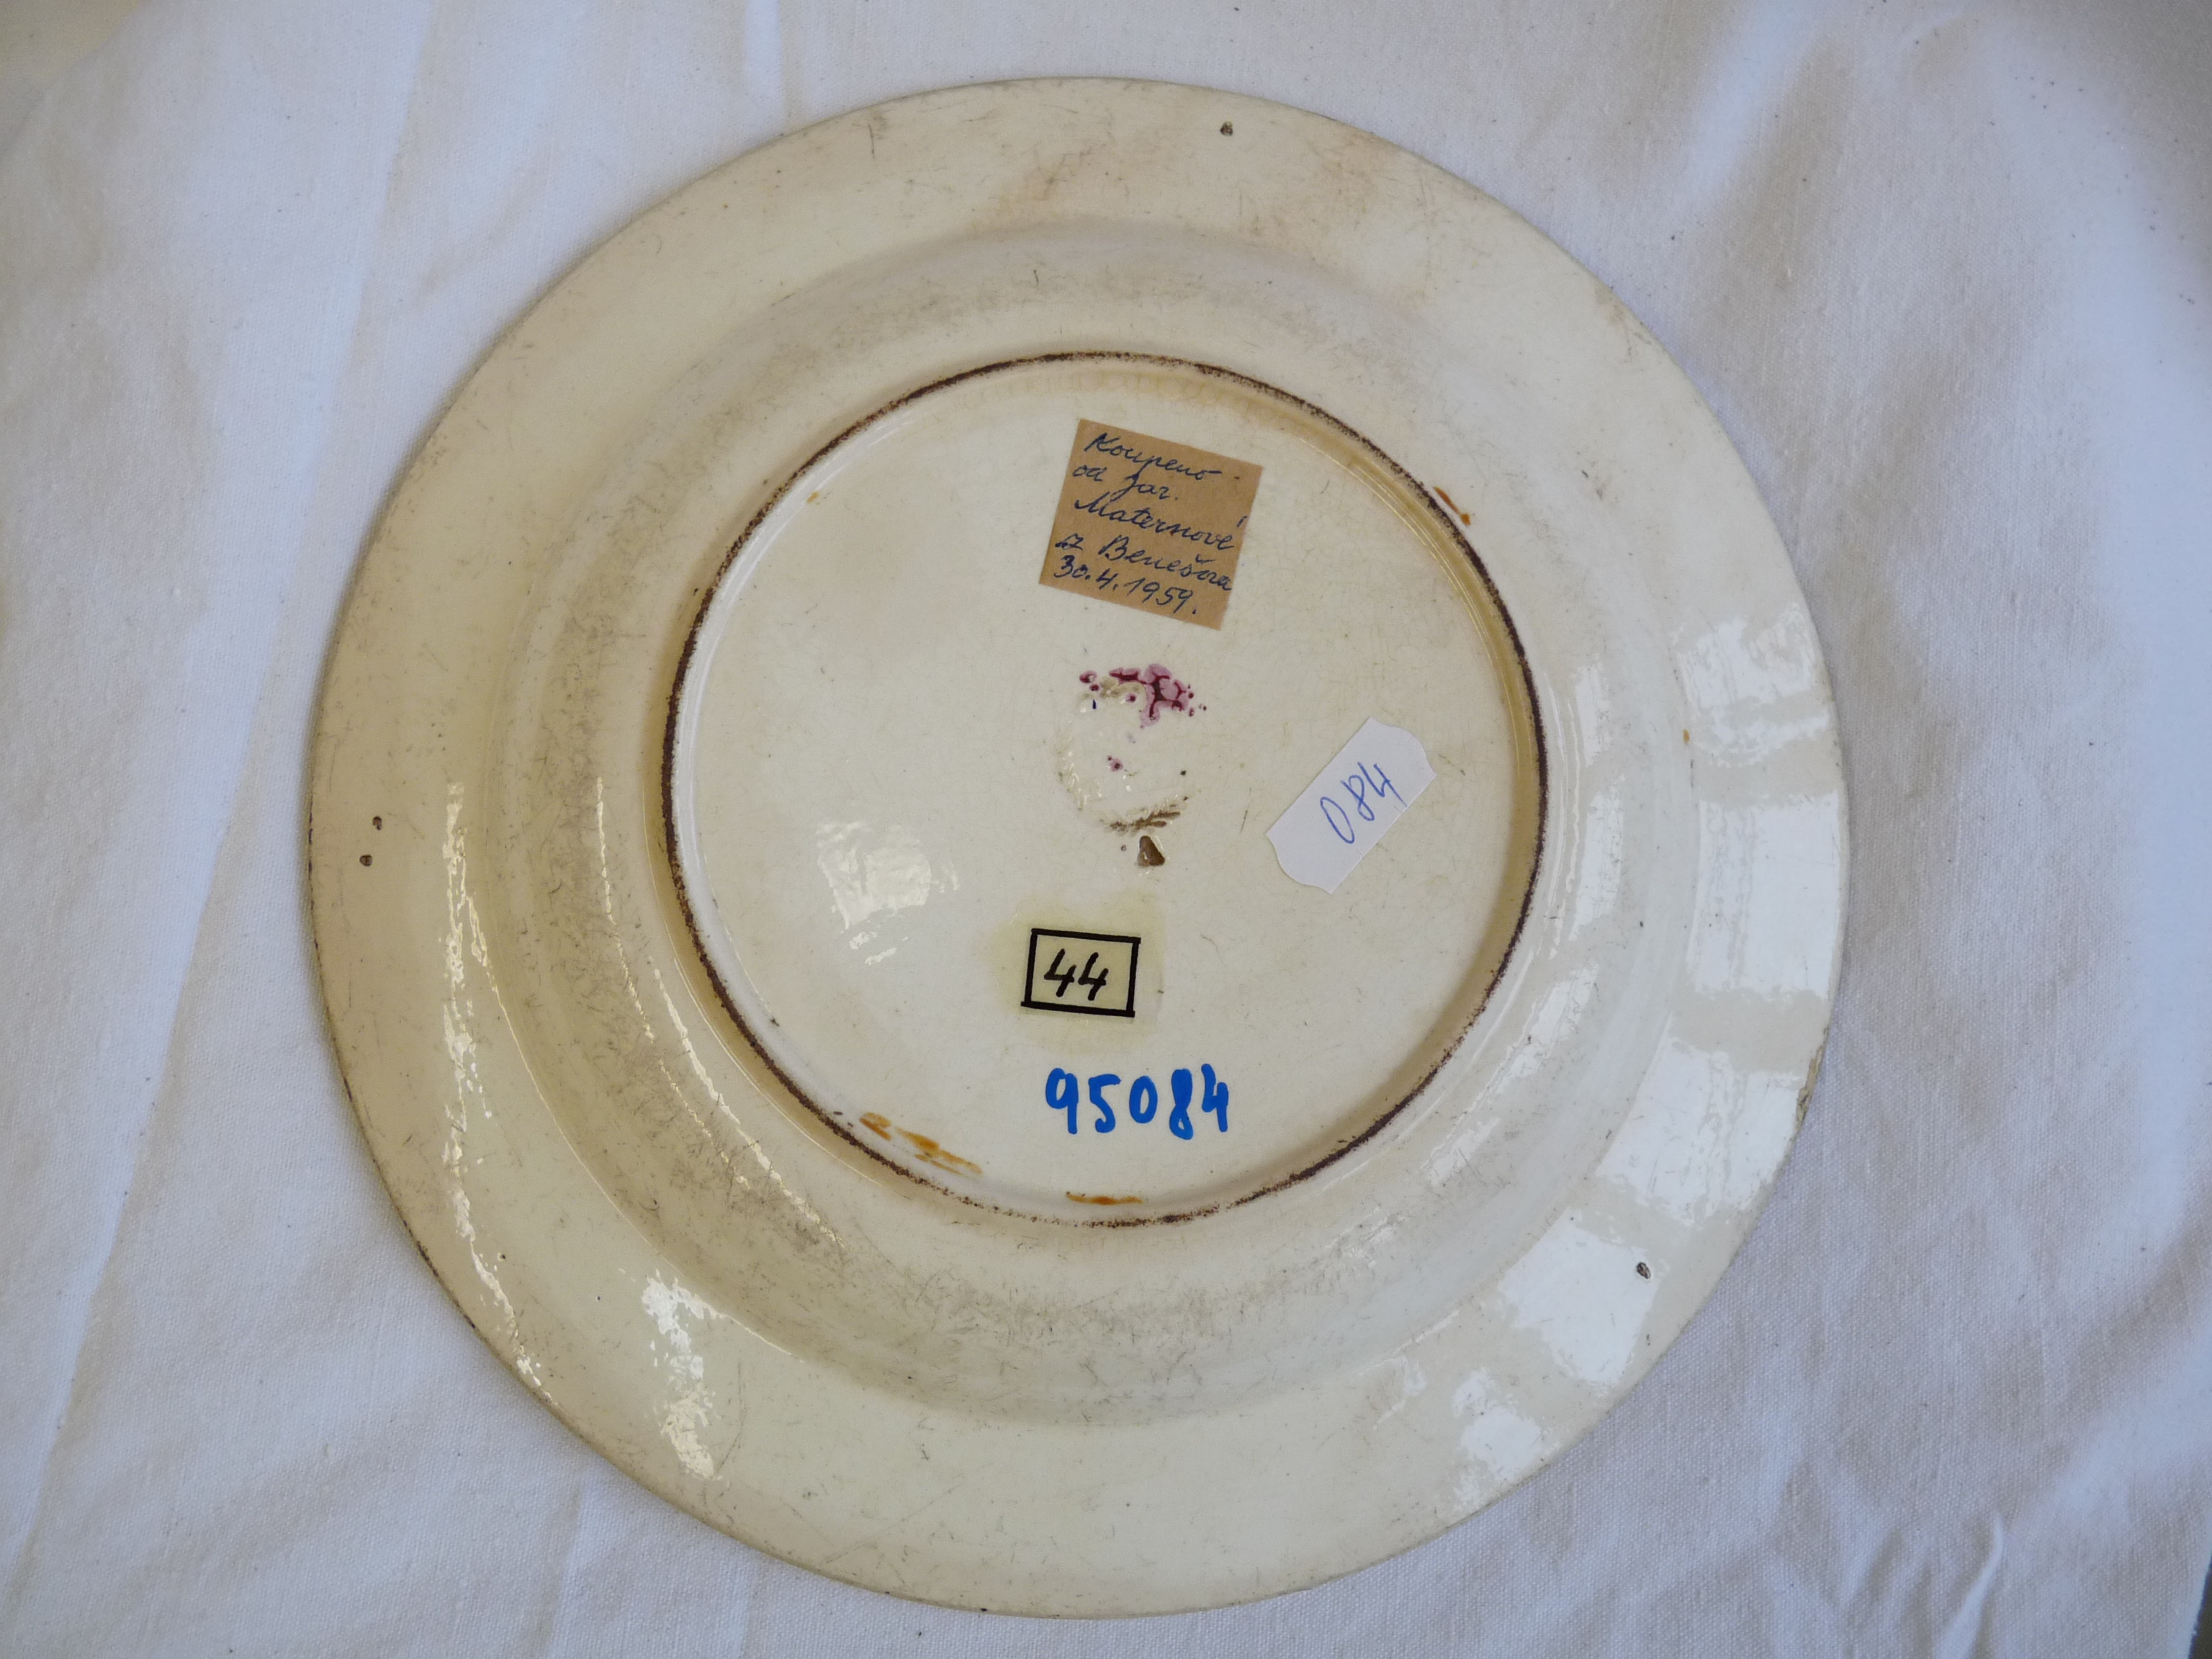 Koupeno
od Jar.
Maternové
z Benešova
30.4.1959.
084
44
95084